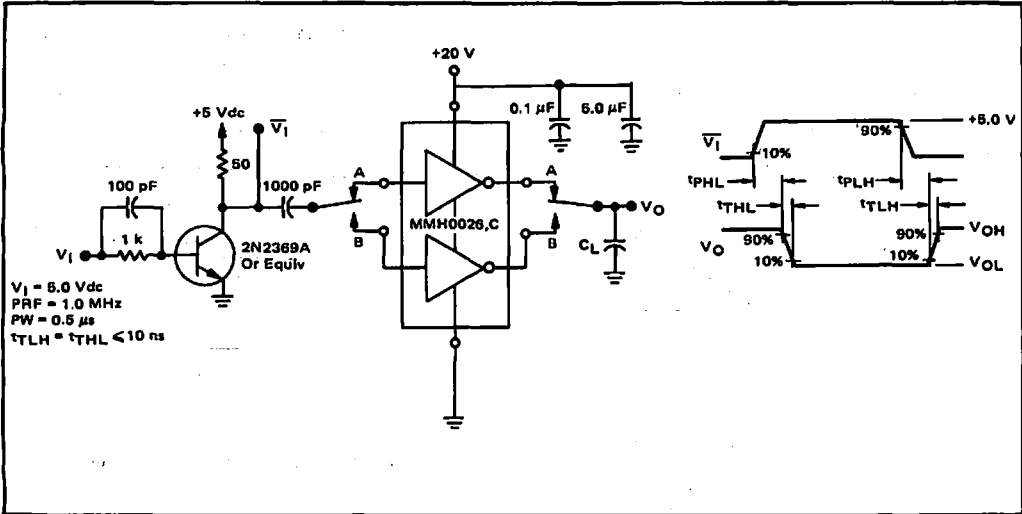 +20 V
+5 Vdc
V̅I
0.1 µF
5.0 µF
50
100 pF
1000 pF
A
A
1 k
MMH0026,C
VO
VI
2N2369A
Or Equilv
B
B
CL
VI = 5.0 Vdc
PRF = 1.0 MHz
PW = 0.5 µs
tTLH = tTHL ≤ 10 ns
90%
+5.0 V
V̅I
10%
tPHL
tPLH
tTHL
tTLH
VO
90%
90%
VOH
10%
10%
VOL